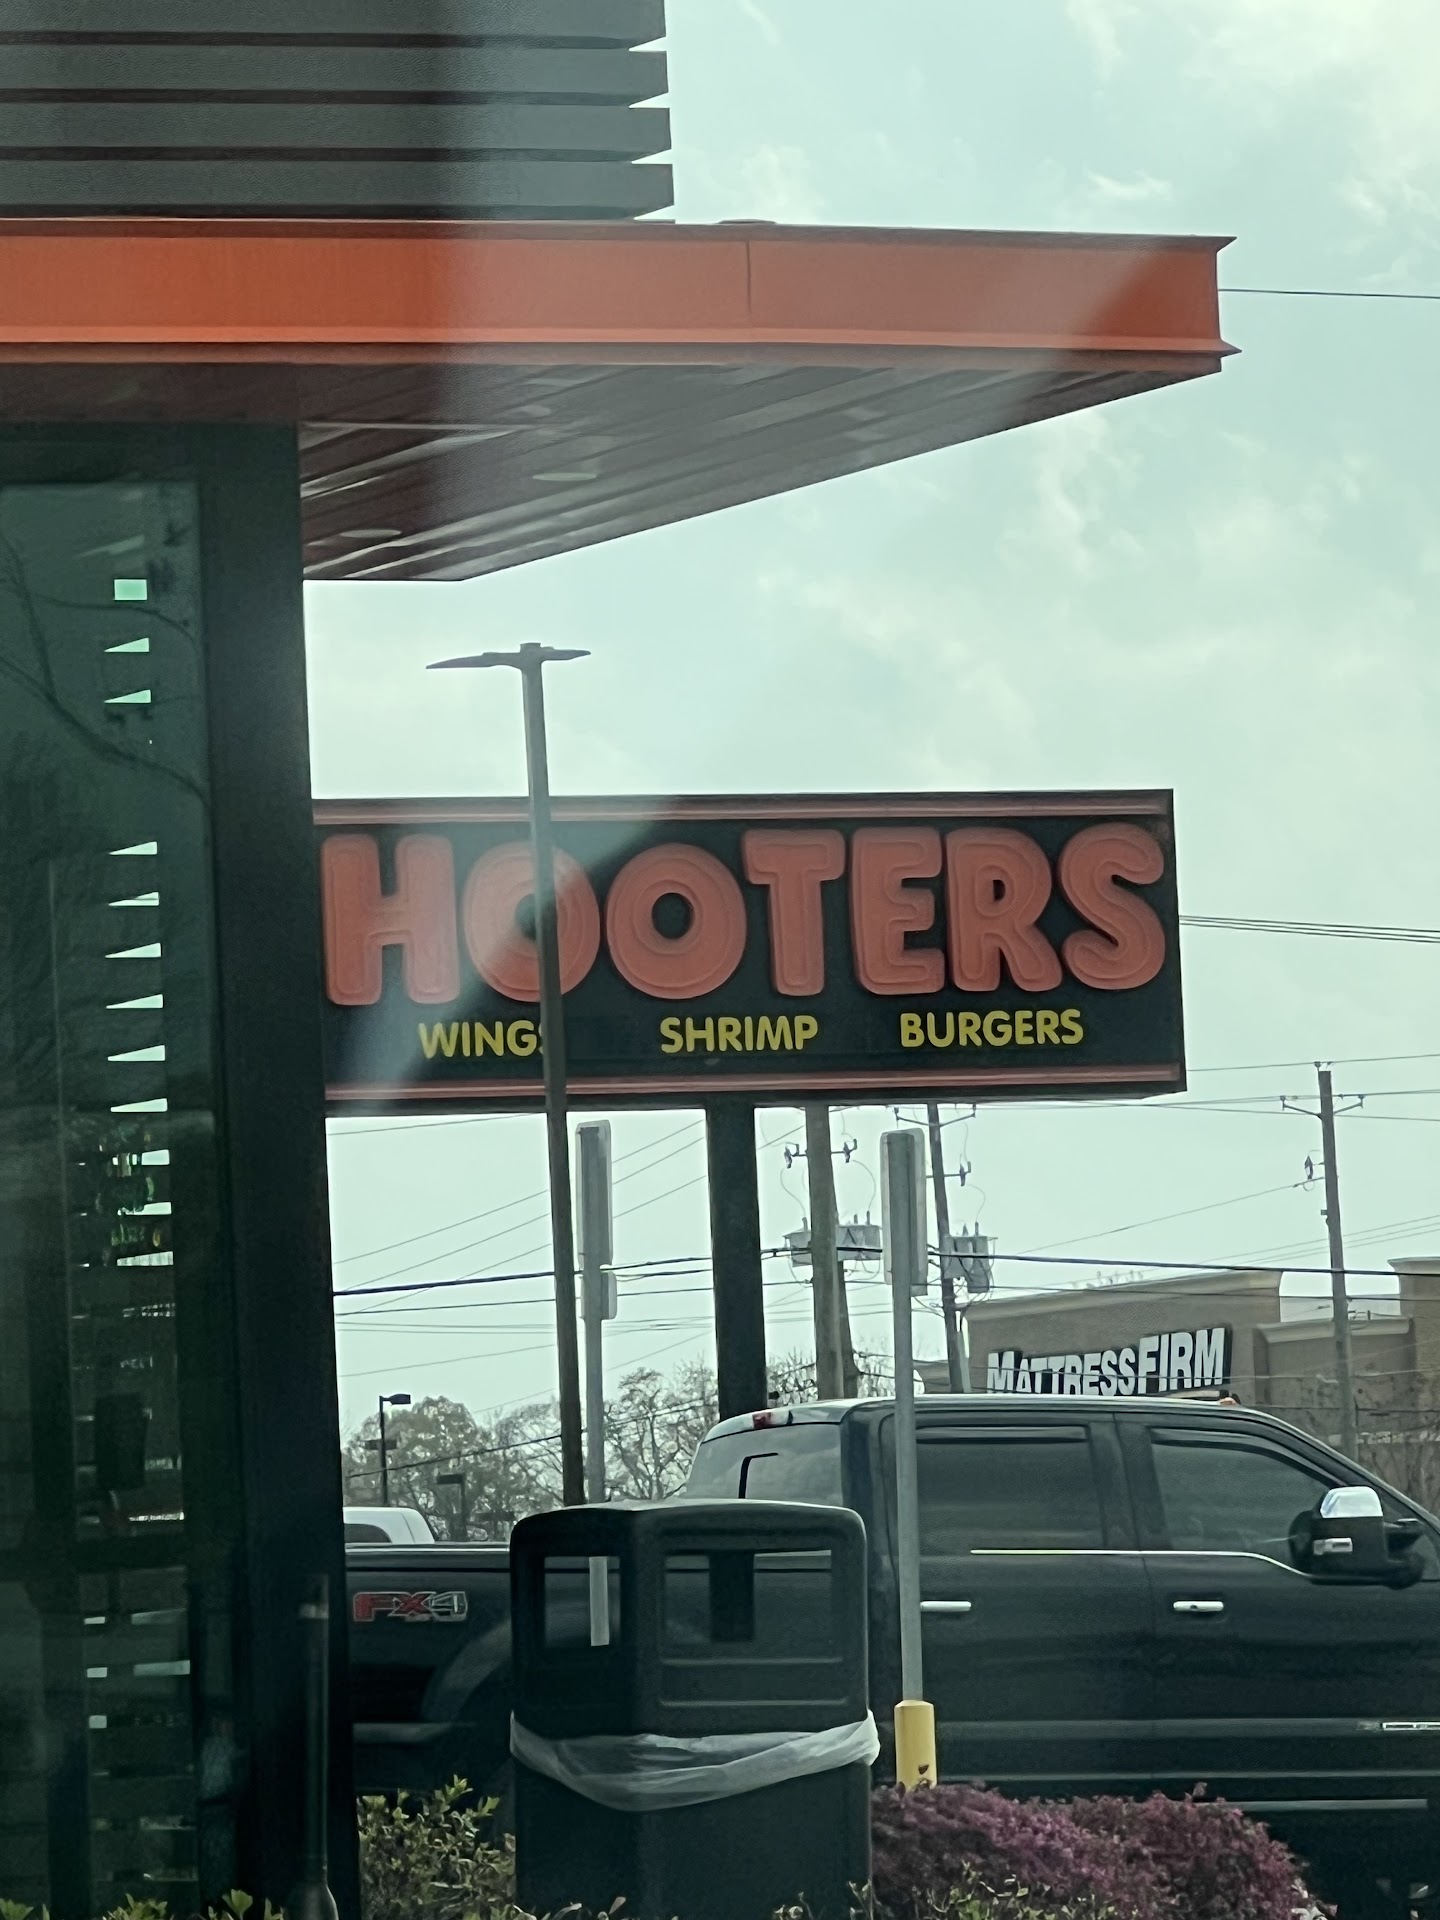 HOOTERS
WINGS SHRIMP BURGERS
MATTRESSFIRM
FX4